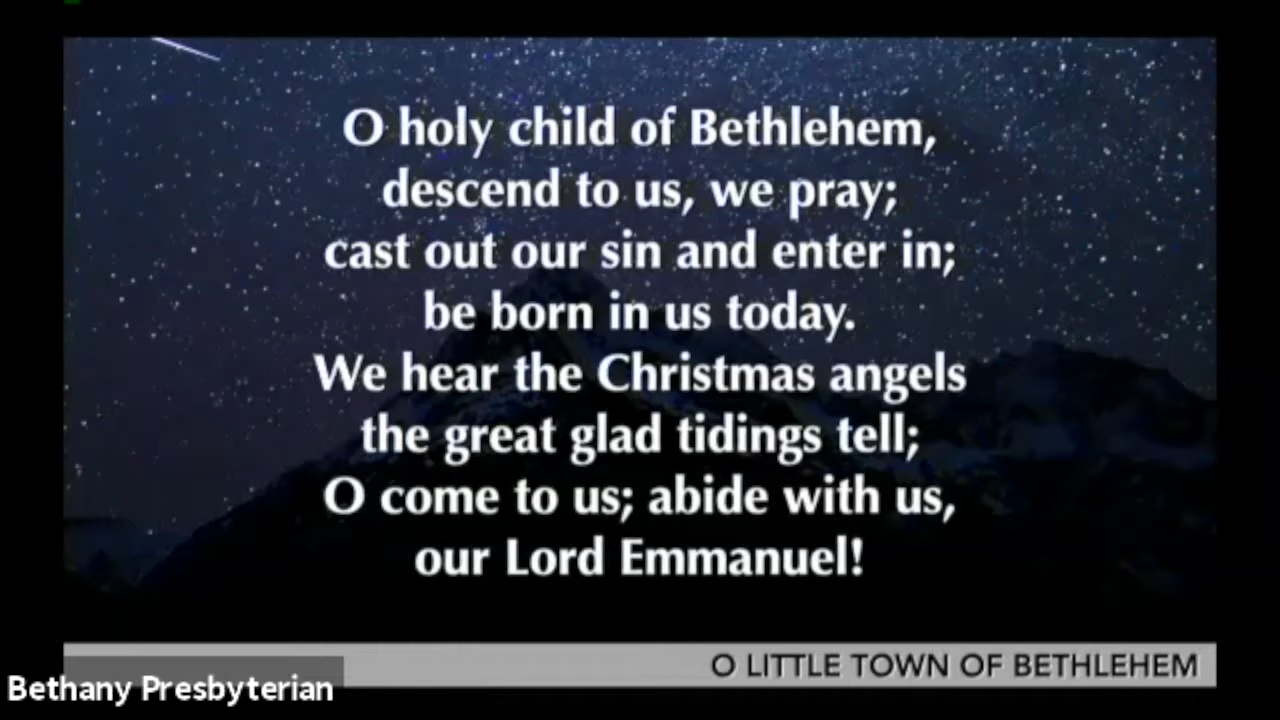 O holy child of Bethlehem,
descend to us, we pray;
cast out our sin and enter in;
be born in us today.
We hear the Christmas angels
the great glad tidings tell;
O come to us; abide with us,
our Lord Emmanuel!
O LITTLE TOWN OF BETHLEHEM
Bethany Presbyterian